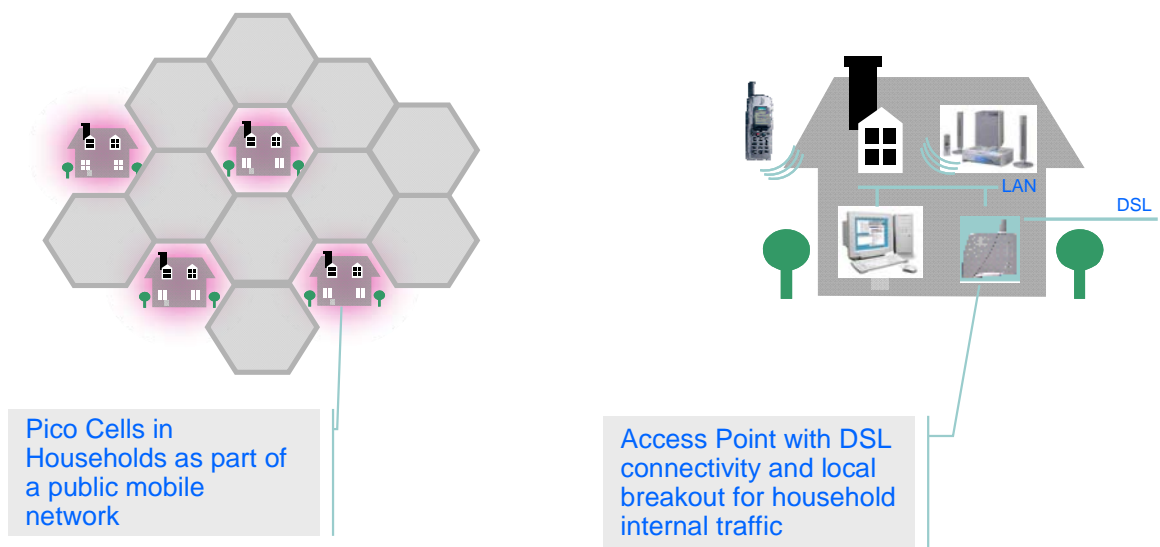 LAN
DSL
Pico Cells in
Households as part of
a public mobile
network
Access Point with DSL
connectivity and local
breakout for household
internal traffic